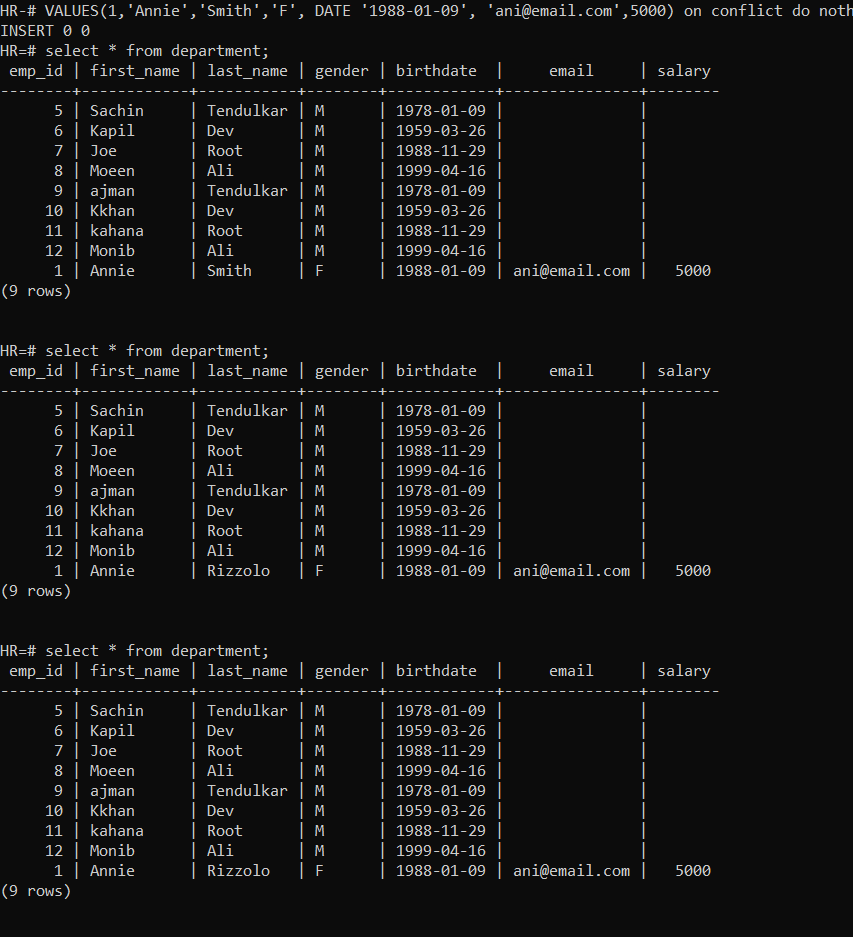 HR-# VALUES(1,'Annie','Smith','F', DATE '1988-01-09', 'ani@email.com',5000) on conflict do noth
INSERT 0 0
HR=# select * from department;
 emp_id | first_name | last_name | gender | birthdate  |     email     | salary
--------+------------+-----------+--------+------------+---------------+--------
      5 | Sachin     | Tendulkar | M      | 1978-01-09 |               |
      6 | Kapil      | Dev       | M      | 1959-03-26 |               |
      7 | Joe        | Root      | M      | 1988-11-29 |               |
      8 | Moeen      | Ali       | M      | 1999-04-16 |               |
      9 | ajman      | Tendulkar | M      | 1978-01-09 |               |
     10 | Kkhan      | Dev       | M      | 1959-03-26 |               |
     11 | kahana     | Root      | M      | 1988-11-29 |               |
     12 | Monib      | Ali       | M      | 1999-04-16 |               |
      1 | Annie      | Smith     | F      | 1988-01-09 | ani@email.com |   5000
(9 rows)
HR=# select * from department;
 emp_id | first_name | last_name | gender | birthdate  |     email     | salary
--------+------------+-----------+--------+------------+---------------+--------
      5 | Sachin     | Tendulkar | M      | 1978-01-09 |               |
      6 | Kapil      | Dev       | M      | 1959-03-26 |               |
      7 | Joe        | Root      | M      | 1988-11-29 |               |
      8 | Moeen      | Ali       | M      | 1999-04-16 |               |
      9 | ajman      | Tendulkar | M      | 1978-01-09 |               |
     10 | Kkhan      | Dev       | M      | 1959-03-26 |               |
     11 | kahana     | Root      | M      | 1988-11-29 |               |
     12 | Monib      | Ali       | M      | 1999-04-16 |               |
      1 | Annie      | Rizzolo   | F      | 1988-01-09 | ani@email.com |   5000
(9 rows)
HR=# select * from department;
 emp_id | first_name | last_name | gender | birthdate  |     email     | salary
--------+------------+-----------+--------+------------+---------------+--------
      5 | Sachin     | Tendulkar | M      | 1978-01-09 |               |
      6 | Kapil      | Dev       | M      | 1959-03-26 |               |
      7 | Joe        | Root      | M      | 1988-11-29 |               |
      8 | Moeen      | Ali       | M      | 1999-04-16 |               |
      9 | ajman      | Tendulkar | M      | 1978-01-09 |               |
     10 | Kkhan      | Dev       | M      | 1959-03-26 |               |
     11 | kahana     | Root      | M      | 1988-11-29 |               |
     12 | Monib      | Ali       | M      | 1999-04-16 |               |
      1 | Annie      | Rizzolo   | F      | 1988-01-09 | ani@email.com |   5000
(9 rows)